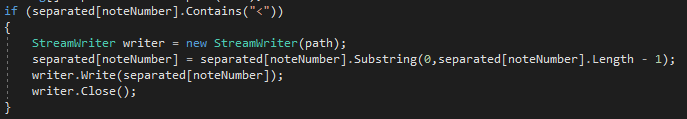 if (separated[noteNumber].Contains("<"))
{
StreamWriter writer = new StreamWriter(path);
separated[noteNumber] = separated[noteNumber].Substring(0,separated[noteNumber].Length - 1);
writer.Write(separated[noteNumber]);
writer.Close();
}